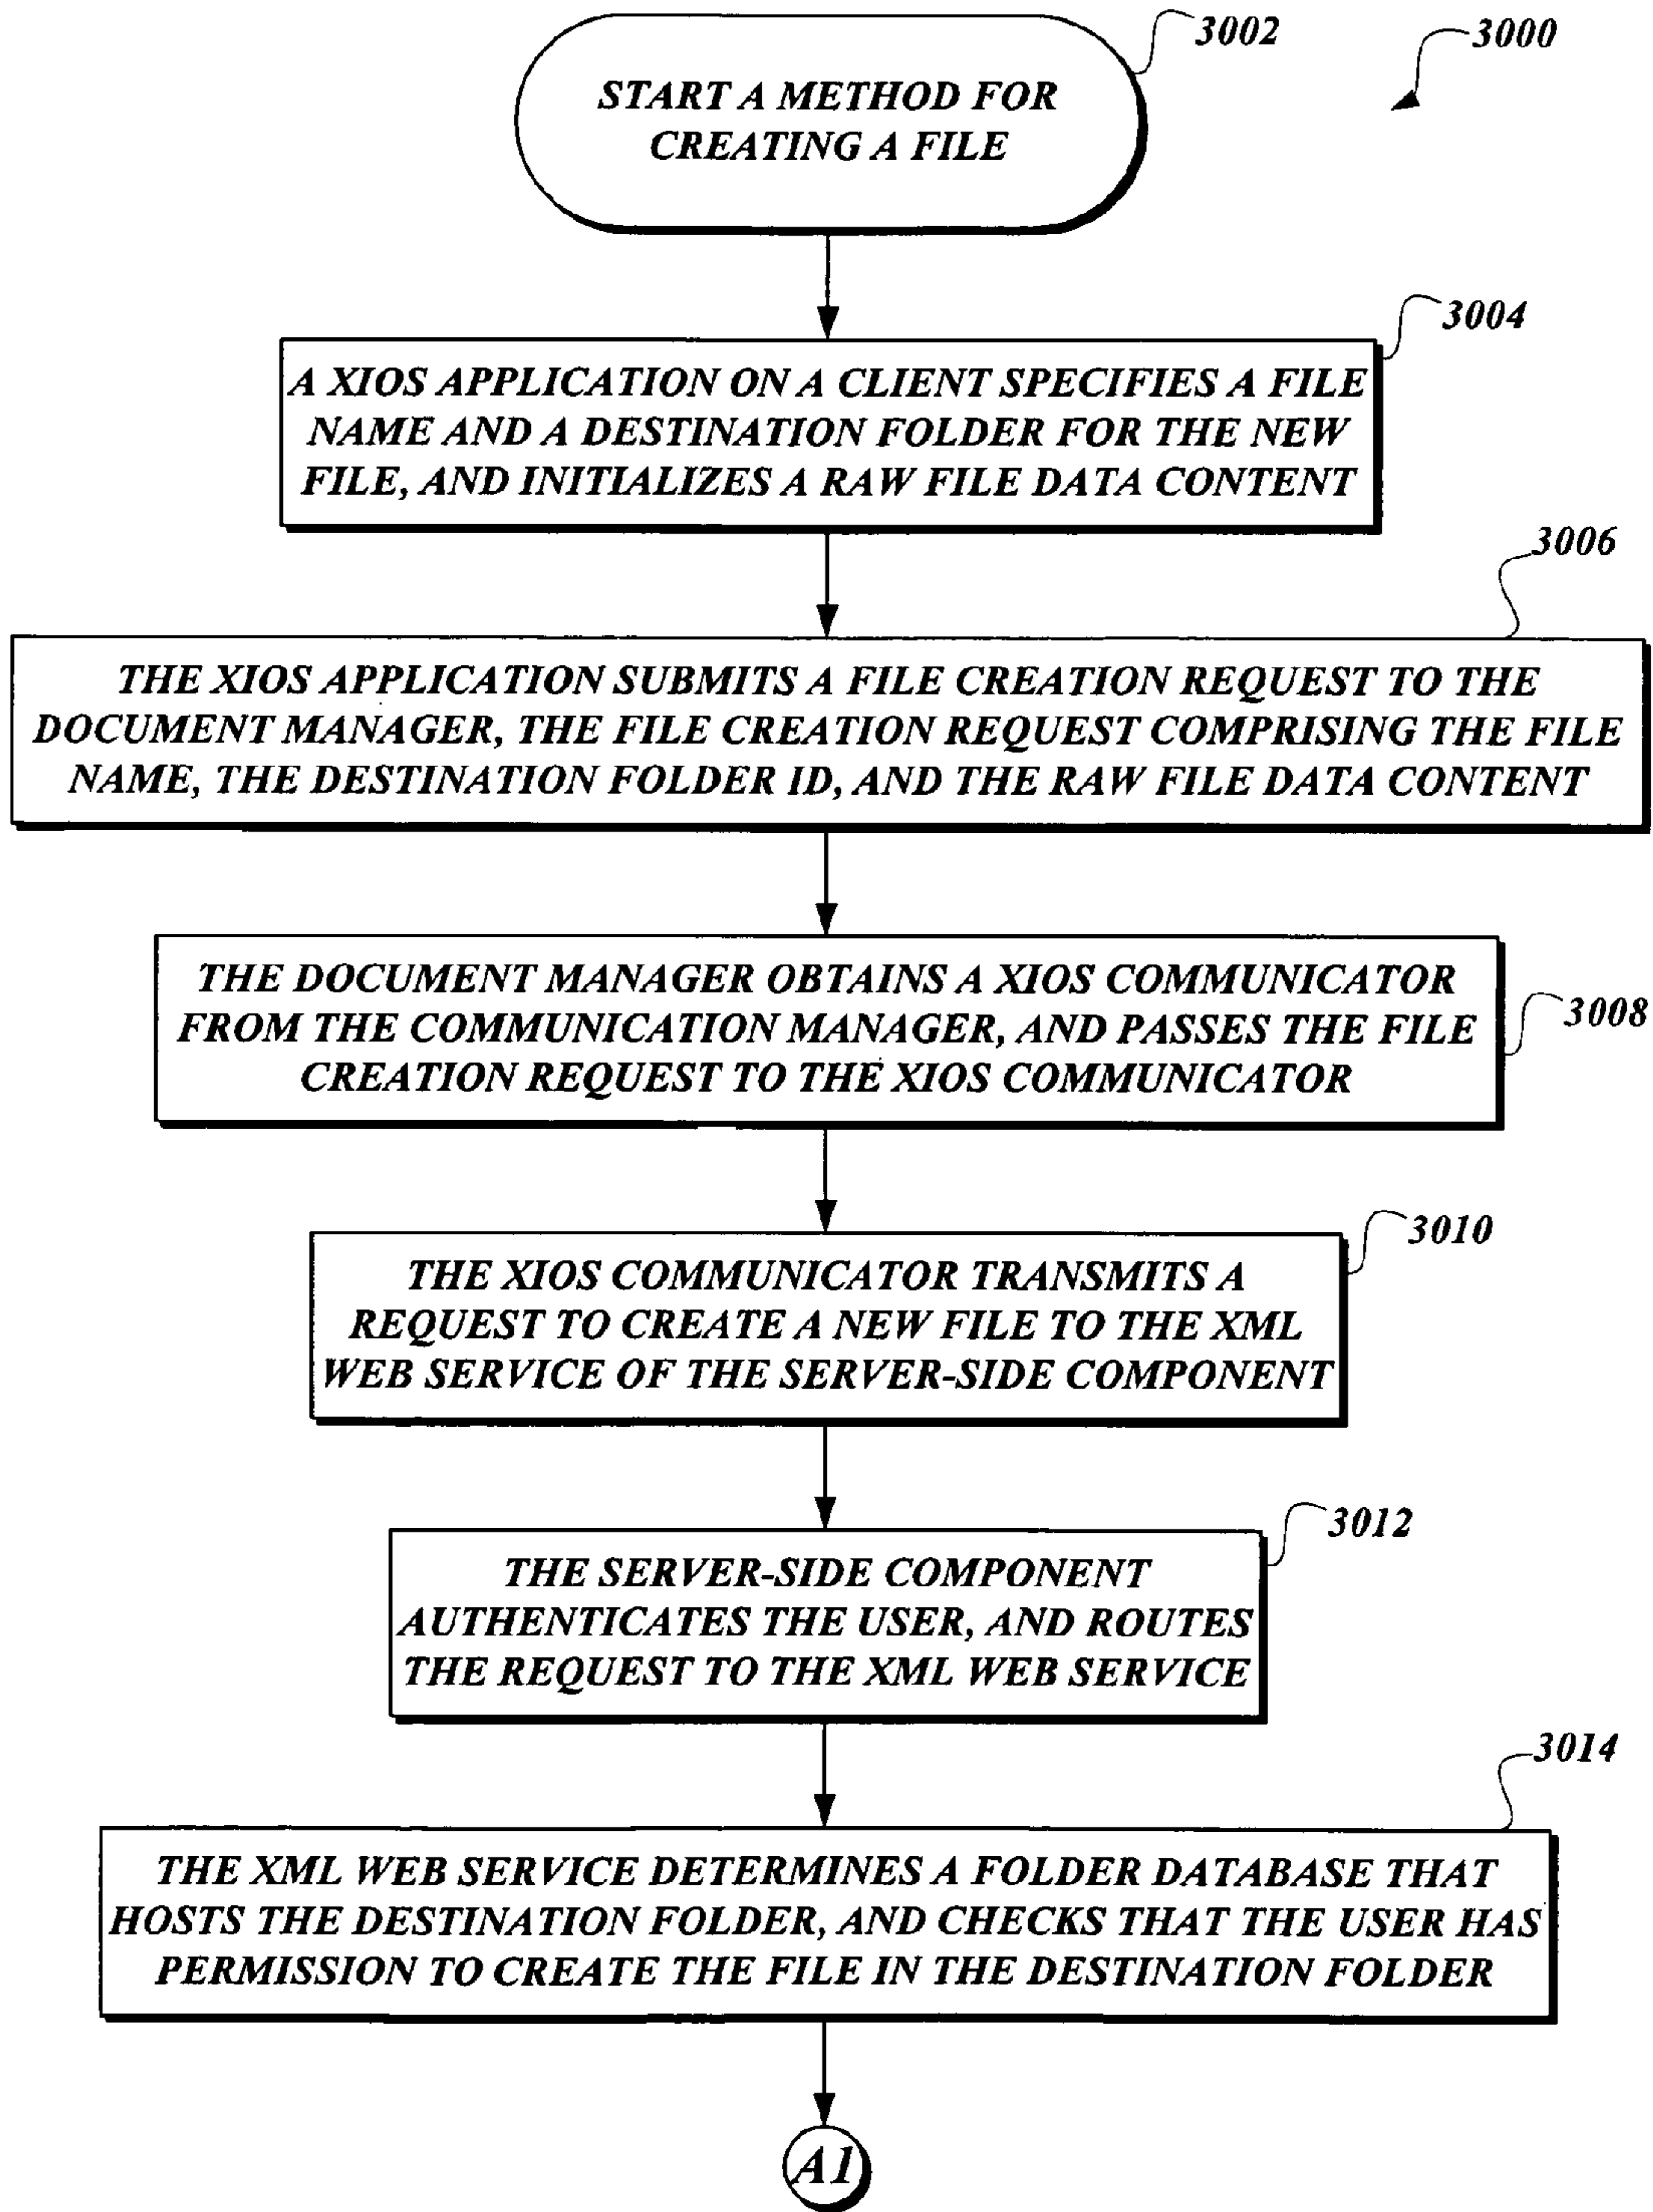 3002
3000
START A METHOD FOR
CREATING A FILE
3004
A XIOS APPLICATION ON A CLIENT SPECIFIES A FILE
NAME AND A DESTINATION FOLDER FOR THE NEW
FILE, AND INITIALIZES A RAW FILE DATA CONTENT
3006
THE XIOS APPLICATION SUBMITS A FILE CREATION REQUEST TO THE
DOCUMENT MANAGER, THE FILE CREATION REQUEST COMPRISING THE FILE
NAME, THE DESTINATION FOLDER ID, AND THE RAW FILE DATA CONTENT
THE DOCUMENT MANAGER OBTAINS A XIOS COMMUNICATOR
FROM THE COMMUNICATION MANAGER, AND PASSES THE FILE
CREATION REQUEST TO THE XIOS COMMUNICATOR
3008
3010
THE XIOS COMMUNICATOR TRANSMITS A
REQUEST TO CREATE A NEW FILE TO THE XML
WEB SERVICE OF THE SERVER-SIDE COMPONENT
3012
THE SERVER-SIDE COMPONENT
AUTHENTICATES THE USER, AND ROUTES
THE REQUEST TO THE XML WEB SERVICE
3014
THE XML WEB SERVICE DETERMINES A FOLDER DATABASE THAT
HOSTS THE DESTINATION FOLDER, AND CHECKS THAT THE USER HAS
PERMISSION TO CREATE THE FILE IN THE DESTINATION FOLDER
A1